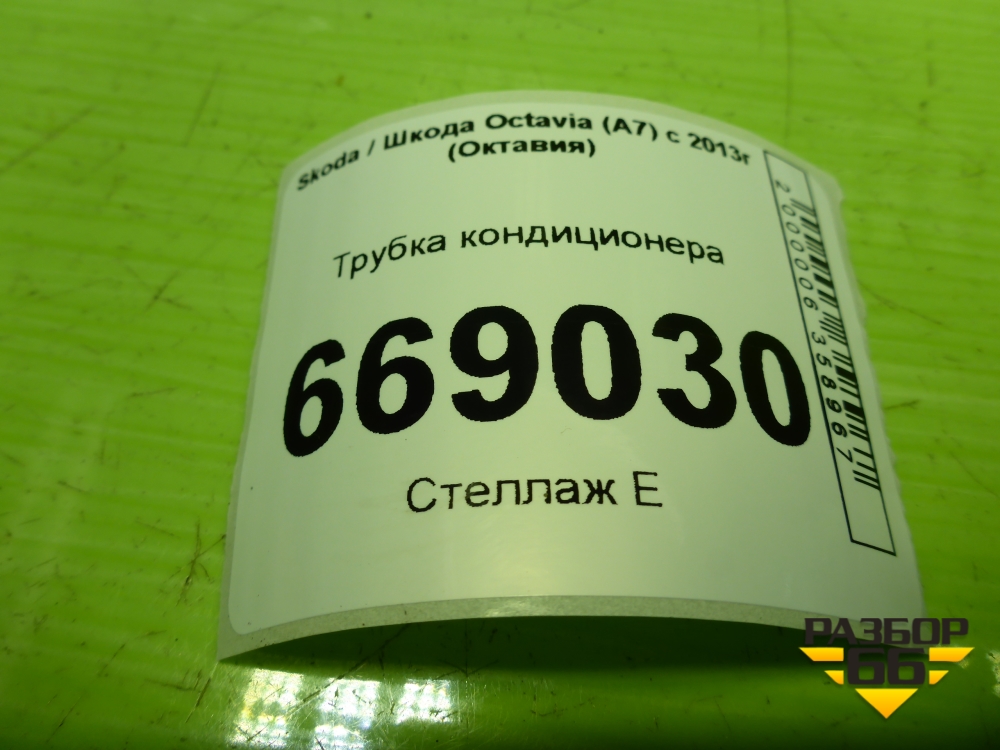 Skoda / Шкода Octavia (A7) с 2013г
(Октавия)
Трубка кондиционера
669030
Стеллаж Е
2000006358967
РАЗБОР
66